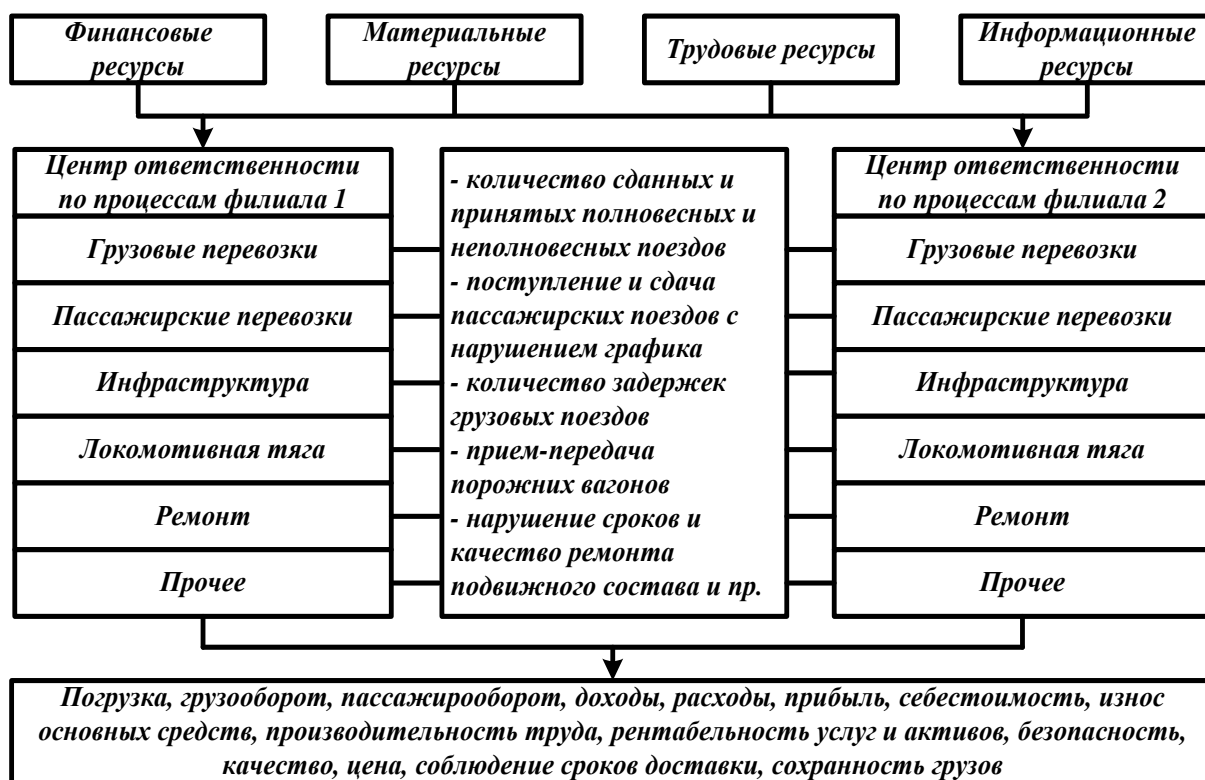 Финансовые
ресурсы
Материальные
ресурсы
Трудовые ресурсы
Информационные
ресурсы
Центр ответственности
по процессам филиала 1
Грузовые перевозки
Пассажирские перевозки
Инфраструктура
Локомотивная тяга
Ремонт
Прочее
- количество сданных и
принятых полновесных и
неполновесных поездов
- поступление и сдача
пассажирских поездов с
нарушением графика
- количество задержек
грузовых поездов
- прием-передача
порожних вагонов
- нарушение сроков и
качество ремонта
подвижного состава и пр.
Центр ответственности
по процессам филиала 2
Грузовые перевозки
Пассажирские перевозки
Инфраструктура
Локомотивная тяга
Ремонт
Прочее
Погрузка, грузооборот, пассажирооборот, доходы, расходы, прибыль, себестоимость, износ
основных средств, производительность труда, рентабельность услуг и активов, безопасность,
качество, цена, соблюдение сроков доставки, сохранность грузов